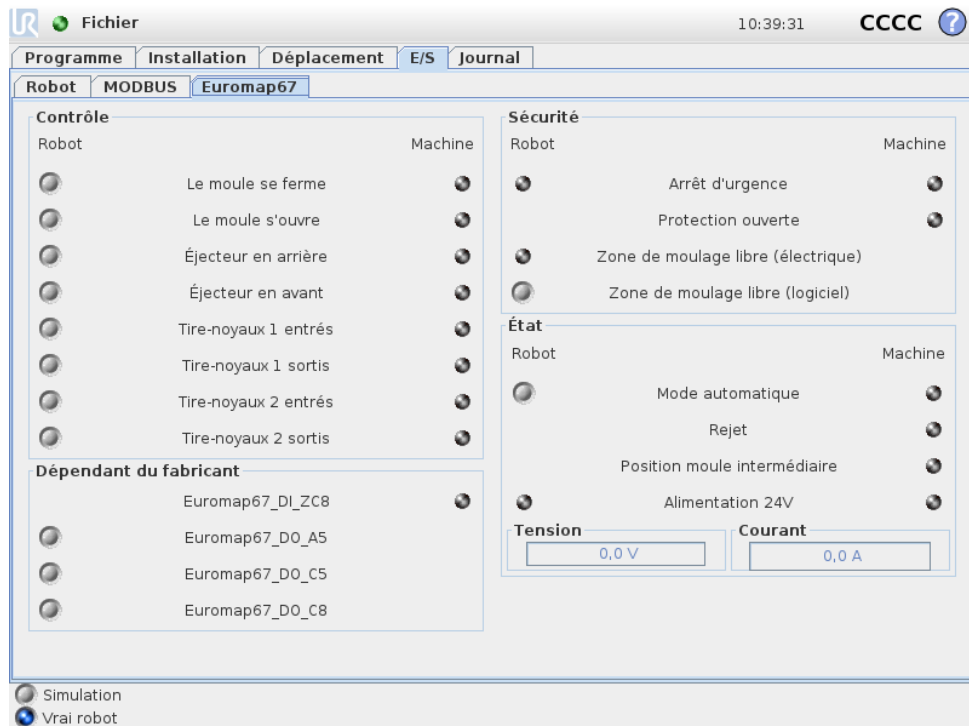 UR Fichier 10:39:31 CCCC ?
Programme Installation Déplacement E/S Journal
Robot MODBUS Euromap67
Contrôle
Robot Machine
Le moule se ferme
Le moule s'ouvre
Éjecteur en arrière
Éjecteur en avant
Tire-noyaux 1 entrés
Tire-noyaux 1 sortis
Tire-noyaux 2 entrés
Tire-noyaux 2 sortis
Dépendant du fabricant
Euromap67_DI_ZC8
Euromap67_DO_A5
Euromap67_DO_C5
Euromap67_DO_C8
Sécurité
Robot Machine
Arrêt d'urgence
Protection ouverte
Zone de moulage libre (électrique)
Zone de moulage libre (logiciel)
État
Robot Machine
Mode automatique
Rejet
Position moule intermédiaire
Alimentation 24V
Tension Courant
0,0 V 0,0 A
Simulation
Vrai robot